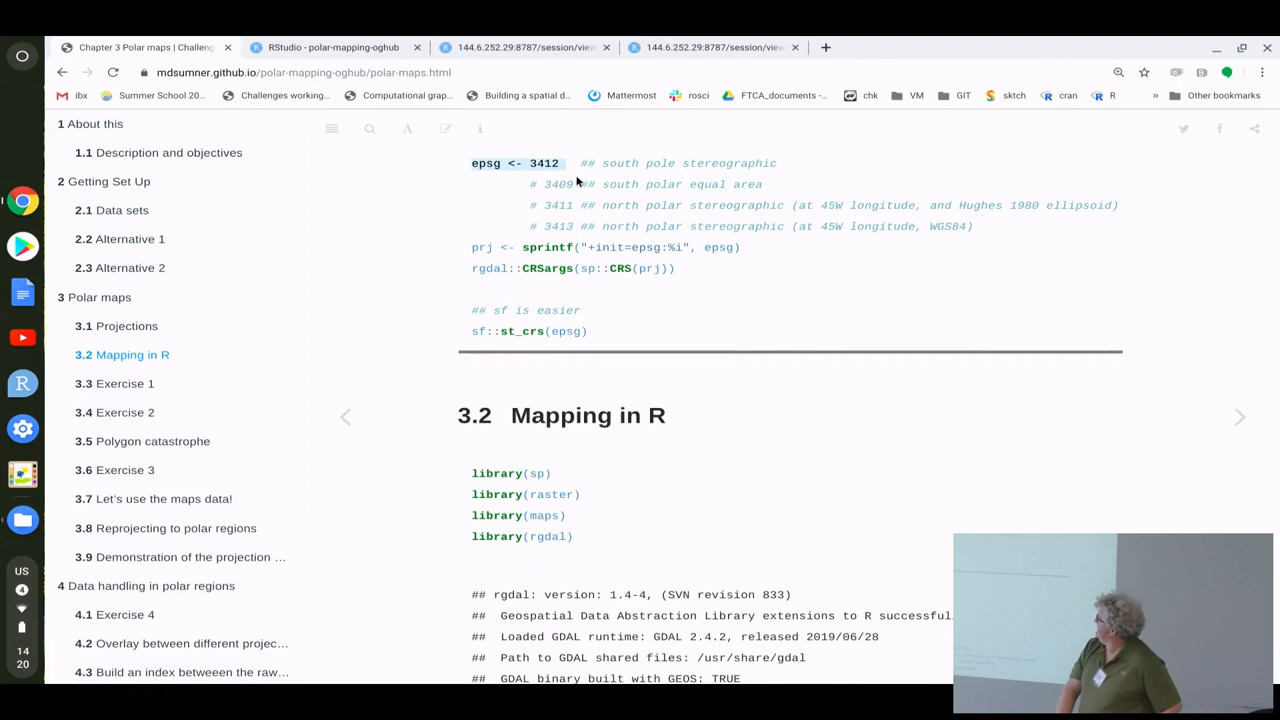 Chapter 3 Polar maps | Challeng
RStudio - polar-mapping-oghub
144.6.252.29:8787/session/view
144.6.252.29:8787/session/view
mdsumner.github.io/polar-mapping-oghub/polar-maps.html
ibx
Summer School 20...
Challenges working...
Computational grap...
Building a spatial d...
Mattermost
rosci
FTCA_documents -...
chk
VM
GIT
sktch
cran
R
»
Other bookmarks
1 About this
1.1 Description and objectives
2 Getting Set Up
2.1 Data sets
2.2 Alternative 1
2.3 Alternative 2
3 Polar maps
3.1 Projections
3.2 Mapping in R
3.3 Exercise 1
3.4 Exercise 2
3.5 Polygon catastrophe
3.6 Exercise 3
3.7 Let's use the maps data!
3.8 Reprojecting to polar regions
3.9 Demonstration of the projection ...
4 Data handling in polar regions
4.1 Exercise 4
4.2 Overlay between different projec...
4.3 Build an index betweeen the raw...
US
4
14
20
epsg <- 3412 ## south pole stereographic
# 3409 ## south polar equal area
# 3411 ## north polar stereographic (at 45W longitude, and Hughes 1980 ellipsoid)
# 3413 ## north polar stereographic (at 45W longitude, WGS84)
prj <- sprintf("+init=epsg:%i", epsg)
rgdal::CRSargs(sp::CRS(prj))
## sf is easier
sf::st_crs(epsg)
3.2 Mapping in R
library(sp)
library(raster)
library(maps)
library(rgdal)
## rgdal: version: 1.4-4, (SVN revision 833)
## Geospatial Data Abstraction Library extensions to R successful
## Loaded GDAL runtime: GDAL 2.4.2, released 2019/06/28
## Path to GDAL shared files: /usr/share/gdal
## GDAL binary built with GEOS: TRUE